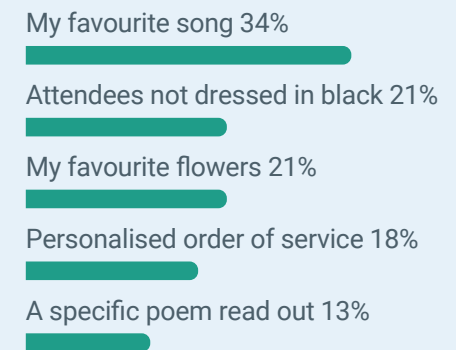 My favourite song 34%
Attendees not dressed in black 21%
My favourite flowers 21%
Personalised order of service 18%
A specific poem read out 13%